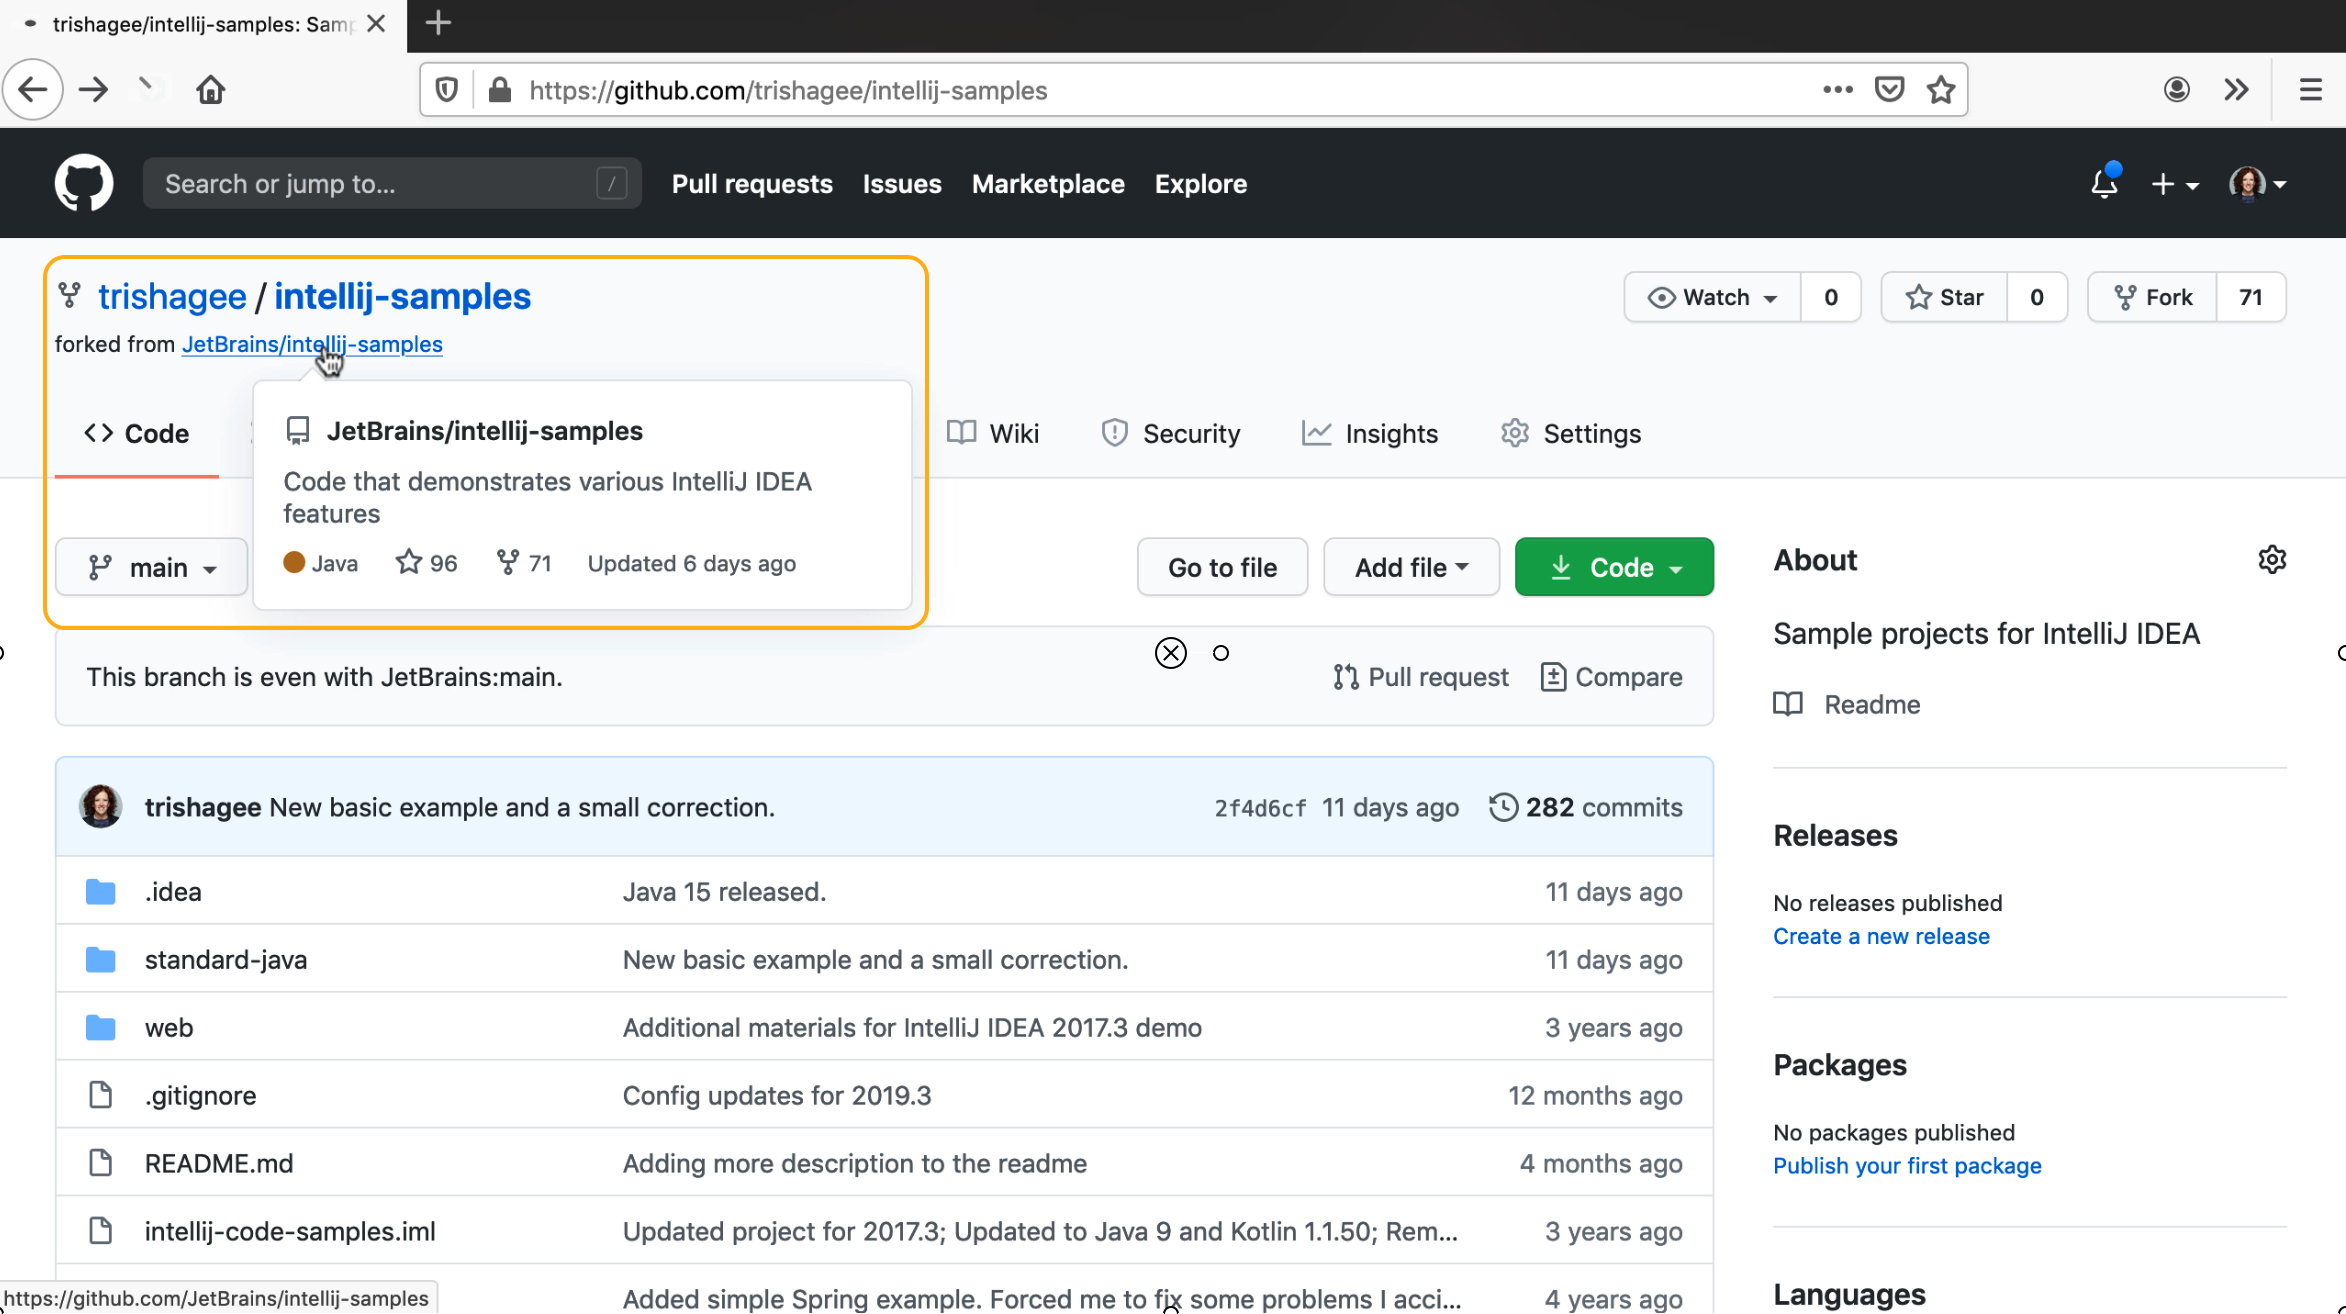 trishagee/intellij-samples: Sam
https://github.com/trishagee/intellij-samples
Search or jump to... /
Pull requests Issues Marketplace Explore
trishagee / intellij-samples
Watch 0 Star 0 Fork 71
forked from JetBrains/intellij-samples
Code Wiki Security Insights Settings
JetBrains/intellij-samples
Code that demonstrates various IntelliJ IDEA
features
Java 96 71 Updated 6 days ago
main Go to file Add file Code
This branch is even with JetBrains:main. Pull request Compare
trishagee New basic example and a small correction. 2f4d6cf 11 days ago 282 commits
.idea Java 15 released. 11 days ago
standard-java New basic example and a small correction. 11 days ago
web Additional materials for IntelliJ IDEA 2017.3 demo 3 years ago
.gitignore Config updates for 2019.3 12 months ago
README.md Adding more description to the readme 4 months ago
intellij-code-samples.iml Updated project for 2017.3; Updated to Java 9 and Kotlin 1.1.50; Rem... 3 years ago
Added simple Spring example. Forced me to fix some problems I acci... 4 years ago
About
Sample projects for IntelliJ IDEA
Readme
Releases
No releases published
Create a new release
Packages
No packages published
Publish your first package
Languages
https://github.com/JetBrains/intellij-samples